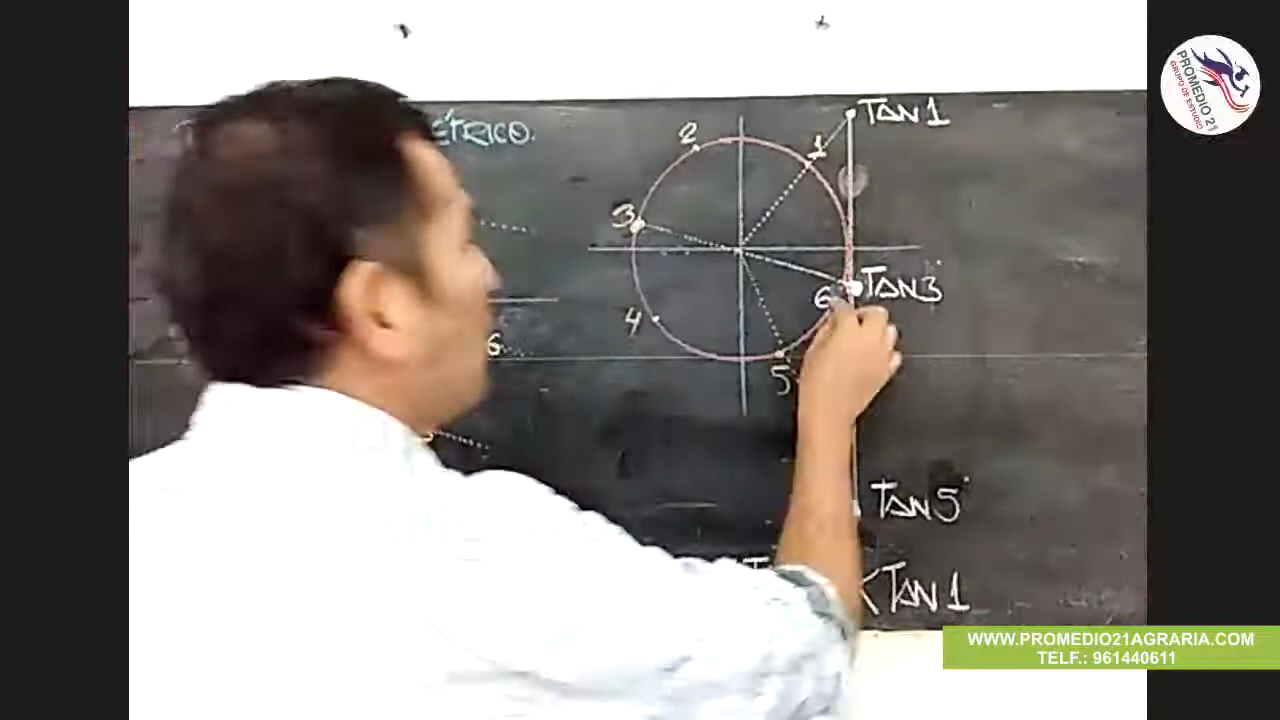 ÉTRICO.
TAN 1
2
1
3
TAN 3
6
4
6
5
TAN 5
< TAN 1
PROMEDIO 21
GRUPO DE ESTUDIO
WWW.PROMEDIO21AGRARIA.COM
TELF.: 961440611